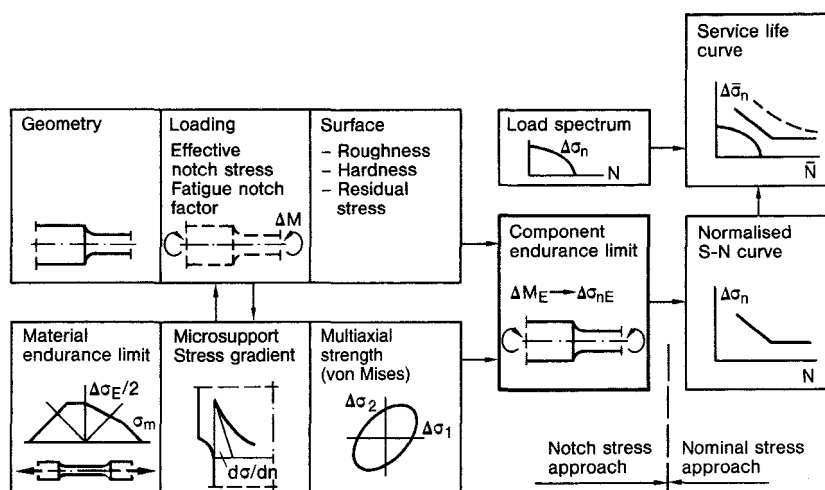 Service life
curve
Δσ̄n
N̄
Geometry
Loading
Effective
notch stress
Fatigue notch
factor
ΔM
Surface
– Roughness
– Hardness
– Residual
stress
Load spectrum
Δσn
N
Component
endurance limit
ΔME → ΔσnE
Normalised
S-N curve
Δσn
N
Material
endurance limit
ΔσE/2
σm
Microsupport
Stress gradient
dσ/dn
Multiaxial
strength
(von Mises)
Δσ2
Δσ1
Notch stress
approach
Nominal stress
approach